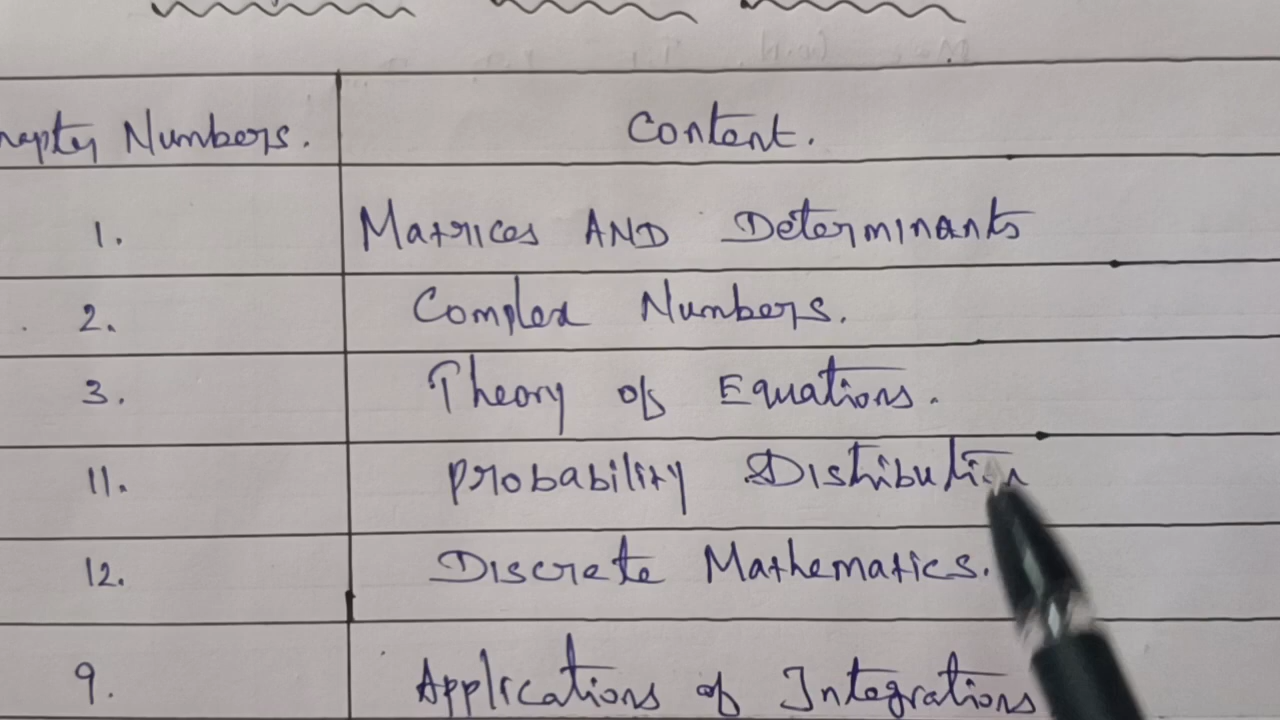 hapter Numbers. Content.
1. Matrices AND Determinants
2. Complex Numbers.
3. Theory of Equations.
11. Probability Distribution
12. Discrete Mathematics.
9. Applications of Integrations